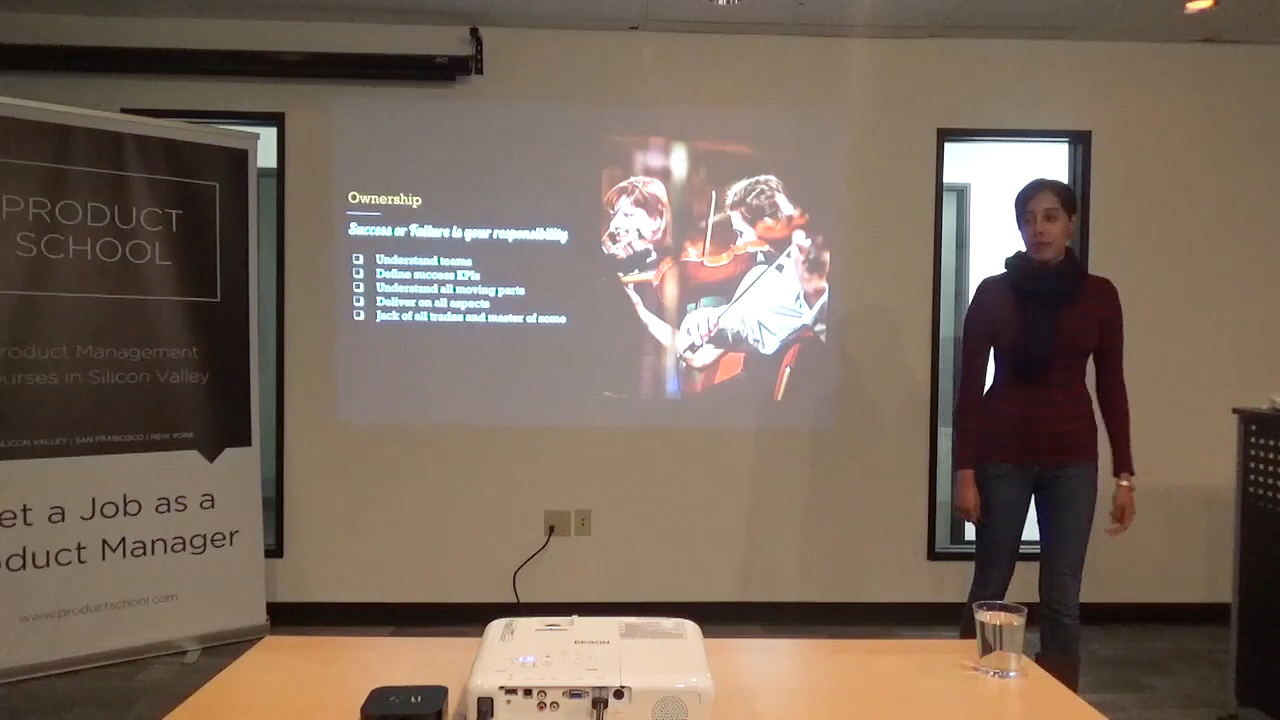 PRODUCT
SCHOOL
roduct Management
urses in Silicon Valley
SILICON VALLEY | SAN FRANCISCO | NEW YORK
et a Job as a
oduct Manager
www.productschool.com
Ownership
Success or Failure is your responsibility
❑ Understand teams
❑ Define success KPIs
❑ Understand all moving parts
❑ Deliver on all aspects
❑ Jack of all trades and master of some
EPSON